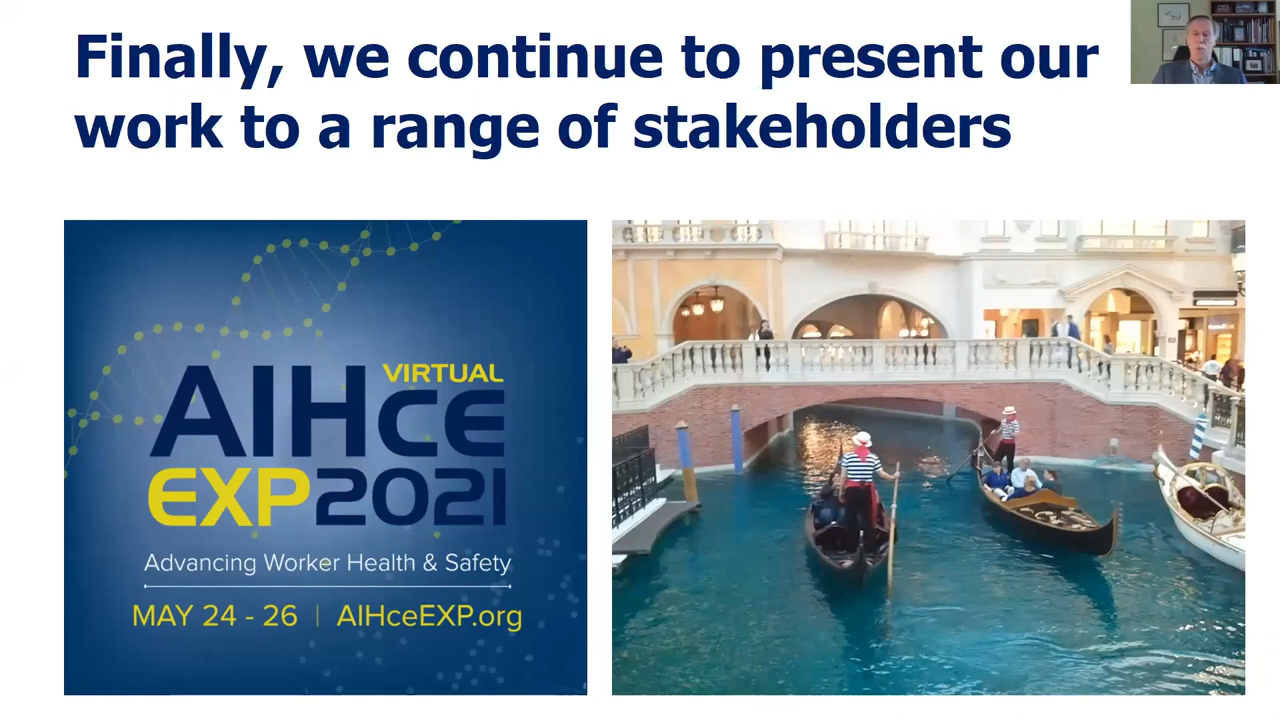 Finally, we continue to present our
work to a range of stakeholders
VIRTUAL
AIHce
EXP2021
Advancing Worker Health & Safety
MAY 24 - 26 | AIHceEXP.org